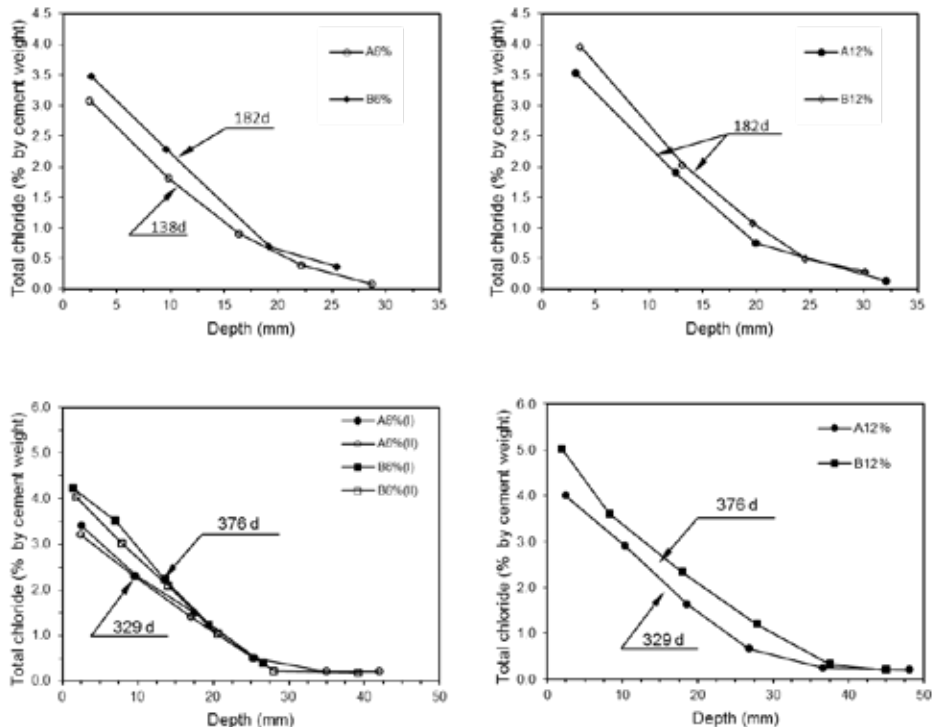 4.5
4.0
3.5
3.0
2.5
2.0
1.5
1.0
0.5
0.0
Total chloride (% by cement weight)
A6%
B6%
182d
138d
0 5 10 15 20 25 30 35
Depth (mm)
4.5
4.0
3.5
3.0
2.5
2.0
1.5
1.0
0.5
0.0
Total chloride (% by cement weight)
A12%
B12%
182d
0 5 10 15 20 25 30 35
Depth (mm)
6.0
5.0
4.0
3.0
2.0
1.0
0.0
Total chloride (% by cement weight)
A6%(I)
A6%(II)
B6%(I)
B6%(II)
376 d
329 d
0 10 20 30 40 50
Depth (mm)
6.0
5.0
4.0
3.0
2.0
1.0
0.0
Total chloride (% by cement weight)
A12%
B12%
376 d
329 d
0 10 20 30 40 50
Depth (mm)